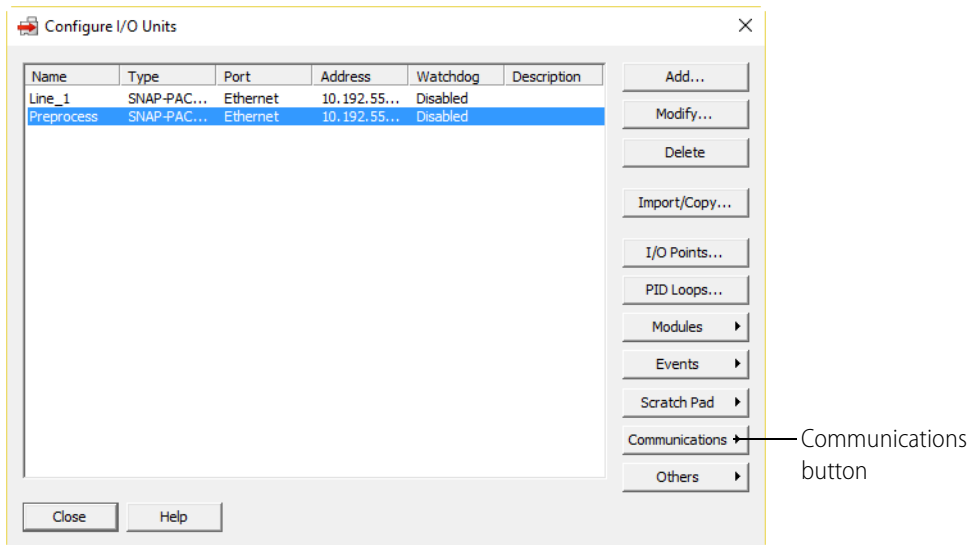 Configure I/O Units
Name Type Port Address Watchdog Description
Line_1 SNAP-PAC... Ethernet 10.192.55... Disabled
Preprocess SNAP-PAC... Ethernet 10.192.55... Disabled
Add...
Modify...
Delete
Import/Copy...
I/O Points...
PID Loops...
Modules
Events
Scratch Pad
Communications
Others
Communications
button
Close Help